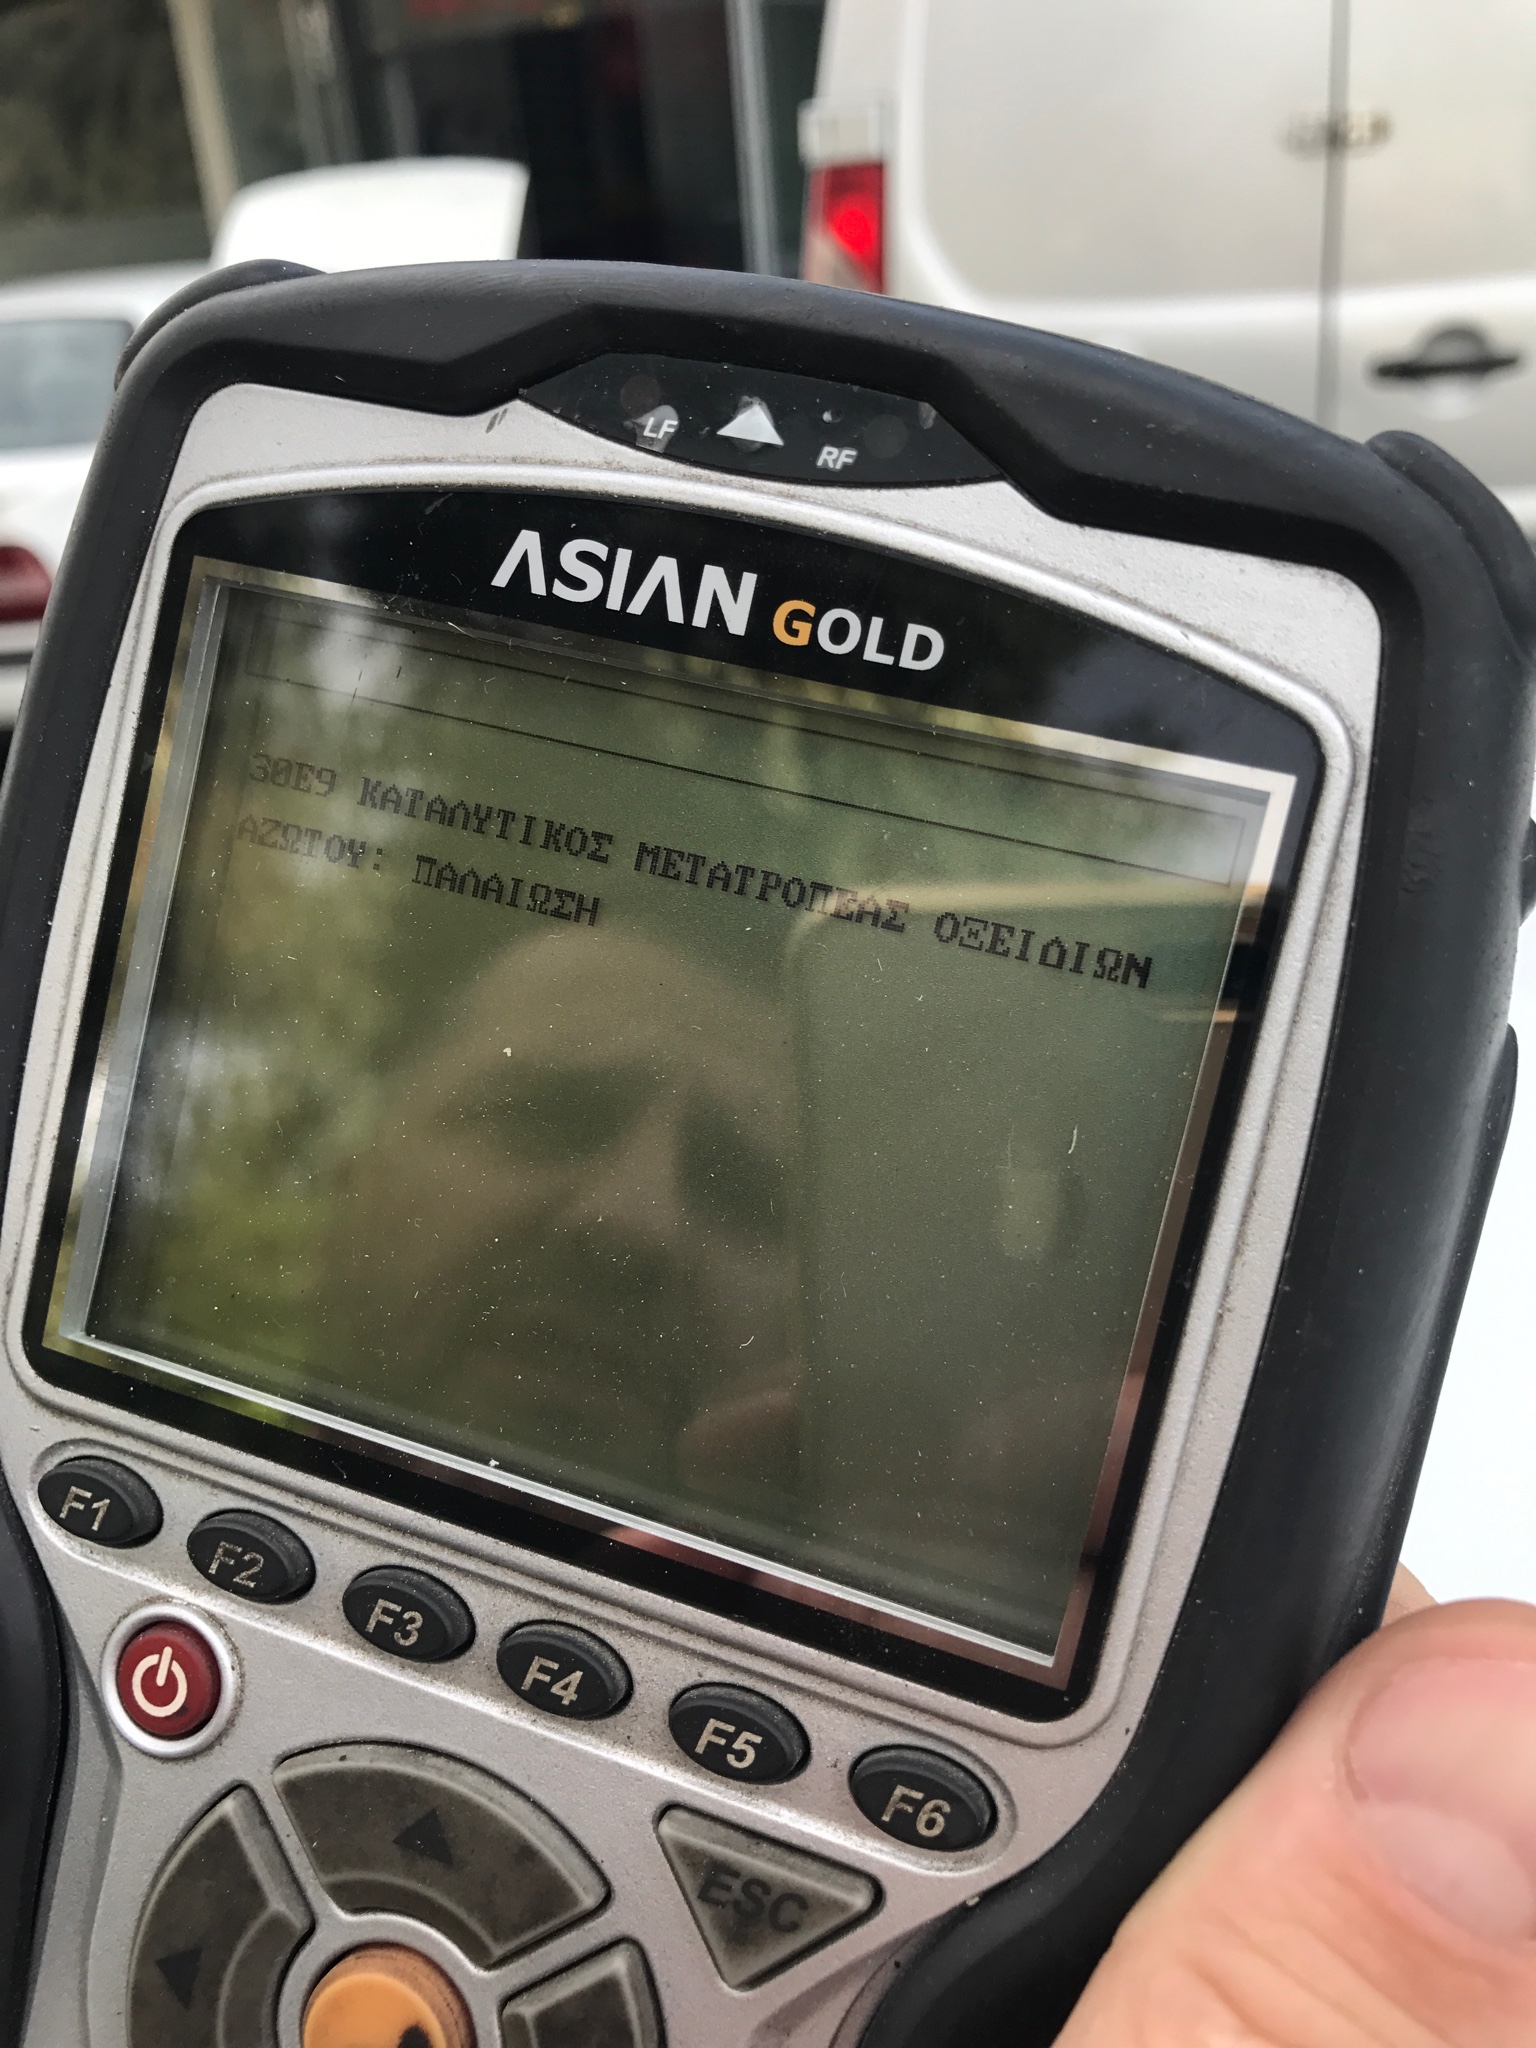 LF RF
ASIAN GOLD
30E9 ΚΑΤΑΛΥΤΙΚΟΣ ΜΕΤΑΤΡΟΠΕΑΣ ΟΞΕΙΔΙΩΝ
ΑΖΩΤΟΥ: ΠΑΛΑΙΩΣΗ
F1 F2 F3 F4 F5 F6
ESC